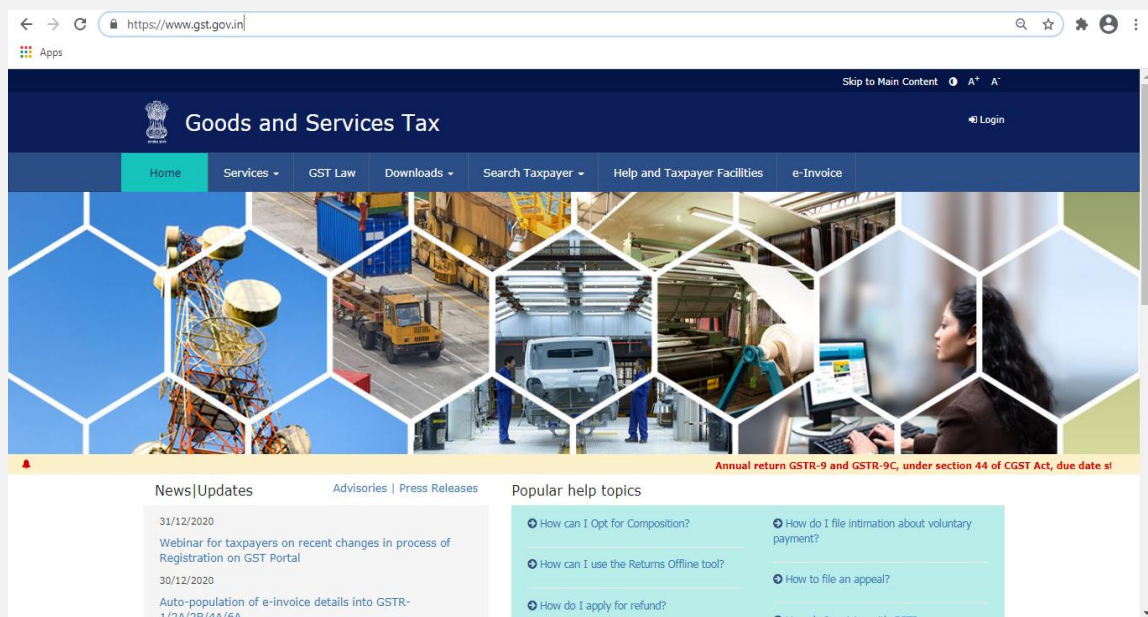 https://www.gst.gov.in
Apps
Skip to Main Content A+ A-
Goods and Services Tax
Login
Home Services GST Law Downloads Search Taxpayer Help and Taxpayer Facilities e-Invoice
Annual return GSTR-9 and GSTR-9C, under section 44 of CGST Act, due date
News|Updates
Advisories | Press Releases
31/12/2020
Webinar for taxpayers on recent changes in process of
Registration on GST Portal
30/12/2020
Auto-population of e-invoice details into GSTR-
1/2A/2B/4A/6A
Popular help topics
How can I Opt for Composition?
How can I use the Returns Offline tool?
How do I apply for refund?
How do I file intimation about voluntary
payment?
How to file an appeal?